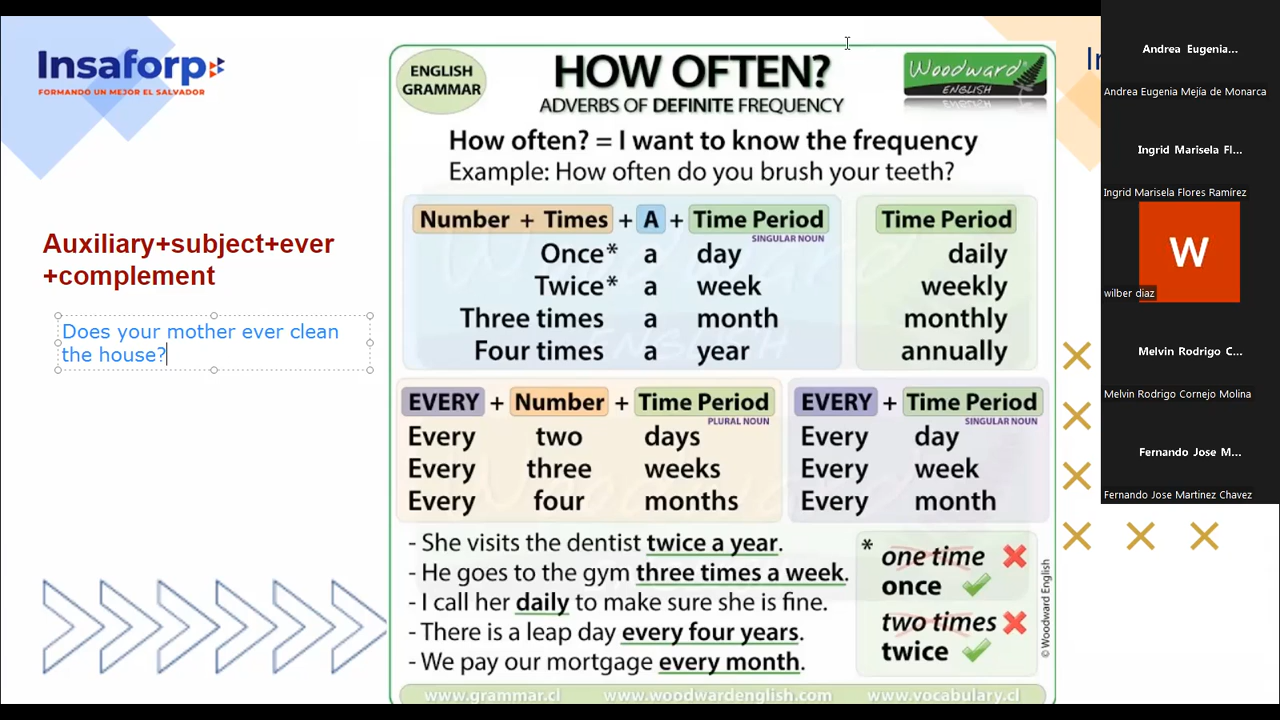 Insaforp
FORMANDO UN MEJOR EL SALVADOR
Auxiliary+subject+ever
+complement
Does your mother ever clean
the house?
ENGLISH
GRAMMAR
HOW OFTEN?
ADVERBS OF DEFINITE FREQUENCY
Woodward®
ENGLISH
How often? = I want to know the frequency
Example: How often do you brush your teeth?
Number + Times + A + Time Period
SINGULAR NOUN
Once* a day
Twice* a week
Three times a month
Four times a year
Time Period
daily
weekly
monthly
annually
EVERY + Number + Time Period
PLURAL NOUN
Every two days
Every three weeks
Every four months
EVERY + Time Period
SINGULAR NOUN
Every day
Every week
Every month
- She visits the dentist twice a year.
- He goes to the gym three times a week.
- I call her daily to make sure she is fine.
- There is a leap day every four years.
- We pay our mortgage every month.
* one time
once
two times
twice
© Woodward English
www.grammar.cl www.woodwardenglish.com www.vocabulary.cl
Andrea Eugenia...
Andrea Eugenia Mejía de Monarca
Ingrid Marisela Fl...
Ingrid Marisela Flores Ramírez
W
wilber diaz
Melvin Rodrigo C...
Melvin Rodrigo Cornejo Molina
Fernando Jose M...
Fernando Jose Martinez Chavez